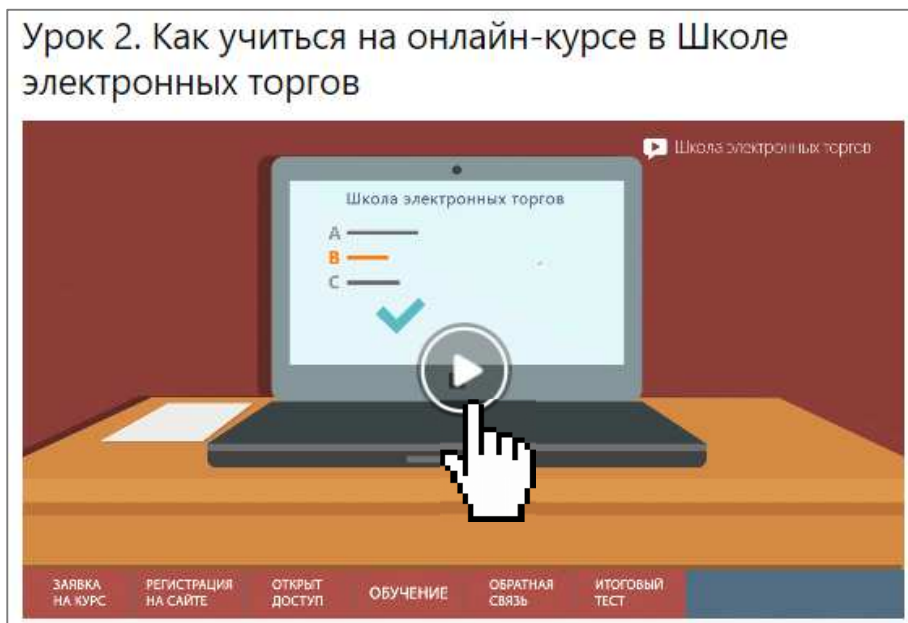 Урок 2. Как учиться на онлайн-курсе в Школе
электронных торгов
Школа электронных торгов
Школа электронных торгов
A
B
C
ЗАЯВКА
НА КУРС
РЕГИСТРАЦИЯ
НА САЙТЕ
ОТКРЫТ
ДОСТУП
ОБУЧЕНИЕ
ОБРАТНАЯ
СВЯЗЬ
ИТОГОВЫЙ
ТЕСТ